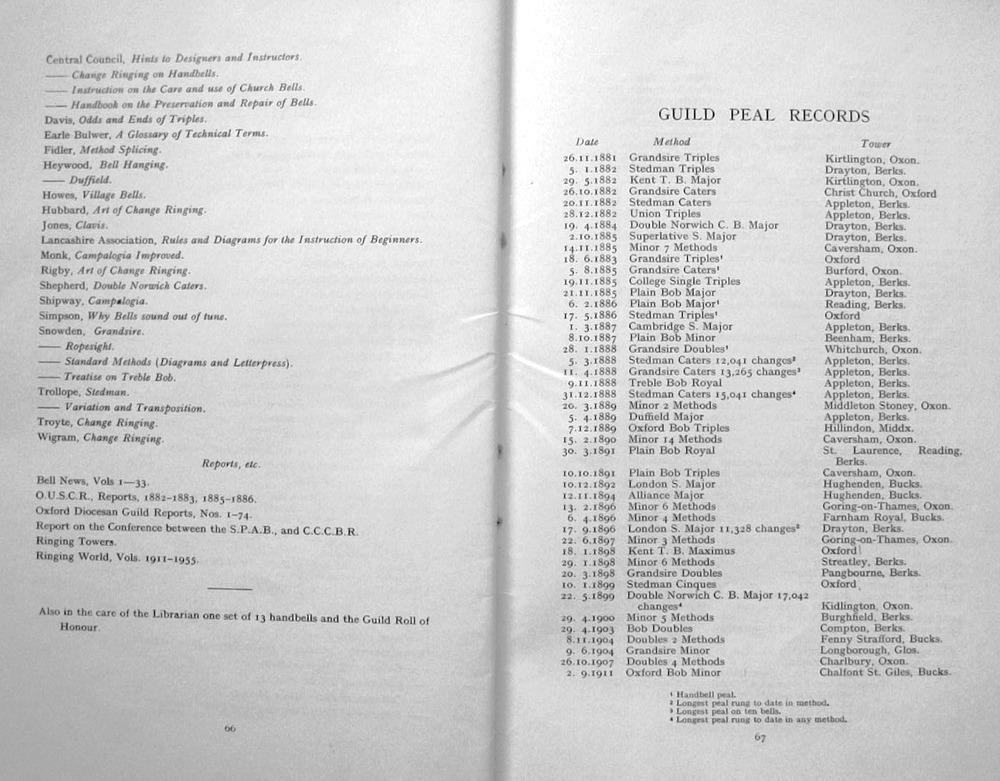 Central Council, Hints to Designers and Instructors.
—— Change Ringing on Handbells.
—— Instruction on the Care and use of Church Bells.
—— Handbook on the Preservation and Repair of Bells.
Davis, Odds and Ends of Triples.
Earle Bulwer, A Glossary of Technical Terms.
Fidler, Method Splicing.
Heywood, Bell Hanging.
—— Duffield.
Howes, Village Bells.
Hubbard, Art of Change Ringing.
Jones, Clavis.
Lancashire Association, Rules and Diagrams for the Instruction of Beginners.
Monk, Campalogia Improved.
Rigby, Art of Change Ringing.
Shepherd, Double Norwich Caters.
Shipway, Campalogia.
Simpson, Why Bells sound out of tune.
Snowden, Grandsire.
—— Ropesight.
—— Standard Methods (Diagrams and Letterpress).
—— Treatise on Treble Bob.
Trollope, Stedman.
—— Variation and Transposition.
Troyte, Change Ringing.
Wigram, Change Ringing.
Reports, etc.
Bell News, Vols 1—33.
O.U.S.C.R., Reports, 1882-1883, 1885-1886.
Oxford Diocesan Guild Reports, Nos. 1-74.
Report on the Conference between the S.P.A.B., and C.C.C.B.R.
Ringing Towers.
Ringing World, Vols. 1911-1955.
Also in the care of the Librarian one set of 13 handbells and the Guild Roll of
Honour.
66
GUILD PEAL RECORDS
Date Method Tower
26.11.1881 Grandsire Triples Kirtlington, Oxon.
5. 1.1882 Stedman Triples Drayton, Berks.
29. 5.1882 Kent T. B. Major Kirtlington, Oxon.
26.10.1882 Grandsire Caters Christ Church, Oxford
20.11.1882 Stedman Caters Appleton, Berks.
28.12.1882 Union Triples Appleton, Berks.
19. 4.1884 Double Norwich C. B. Major Drayton, Berks.
2.10.1885 Superlative S. Major Drayton, Berks.
14.11.1885 Minor 7 Methods Caversham, Oxon.
18. 6.1883 Grandsire Triples¹ Oxford
5. 8.1885 Grandsire Caters¹ Burford, Oxon.
19.11.1885 College Single Triples Appleton, Berks.
21.11.1885 Plain Bob Major Drayton, Berks.
6. 2.1886 Plain Bob Major¹ Reading, Berks.
17. 5.1886 Stedman Triples¹ Oxford
1. 3.1887 Cambridge S. Major Appleton, Berks.
8.10.1887 Plain Bob Minor Beenham, Berks.
28. 1.1888 Grandsire Doubles¹ Whitchurch, Oxon.
5. 3.1888 Stedman Caters 12,041 changes² Appleton, Berks.
11. 4.1888 Grandsire Caters 13,265 changes³ Appleton, Berks.
9.11.1888 Treble Bob Royal Appleton, Berks.
31.12.1888 Stedman Caters 15,041 changes⁴ Appleton, Berks.
20. 3.1889 Minor 2 Methods Middleton Stoney, Oxon.
5. 4.1889 Duffield Major Appleton, Berks.
7.12.1889 Oxford Bob Triples Hillindon, Middx.
15. 2.1890 Minor 14 Methods Caversham, Oxon.
30. 3.1891 Plain Bob Royal St. Laurence, Reading,
Berks.
10.10.1891 Plain Bob Triples Caversham, Oxon.
10.12.1892 London S. Major Hughenden, Bucks.
12.11.1894 Alliance Major Hughenden, Bucks.
13. 2.1896 Minor 6 Methods Goring-on-Thames, Oxon.
6. 4.1896 Minor 4 Methods Farnham Royal, Bucks.
17. 9.1896 London S. Major 11,328 changes² Drayton, Berks.
22. 6.1897 Minor 3 Methods Goring-on-Thames, Oxon.
18. 1.1898 Kent T. B. Maximus Oxford
29. 1.1898 Minor 6 Methods Streatley, Berks.
20. 3.1898 Grandsire Doubles Pangbourne, Berks.
10. 1.1899 Stedman Cinques Oxford
22. 5.1899 Double Norwich C. B. Major 17,042
changes⁴ Kidlington, Oxon.
29. 4.1900 Minor 5 Methods Burghfield, Berks.
29. 4.1903 Bob Doubles Compton, Berks.
8.11.1904 Doubles 2 Methods Fenny Strafford, Bucks.
9. 6.1904 Grandsire Minor Longborough, Glos.
26.10.1907 Doubles 4 Methods Charlbury, Oxon.
2. 9.1911 Oxford Bob Minor Chalfont St. Giles, Bucks.
¹ Handbell peal.
² Longest peal rung to date in method.
³ Longest peal on ten bells.
⁴ Longest peal rung to date in any method.
67